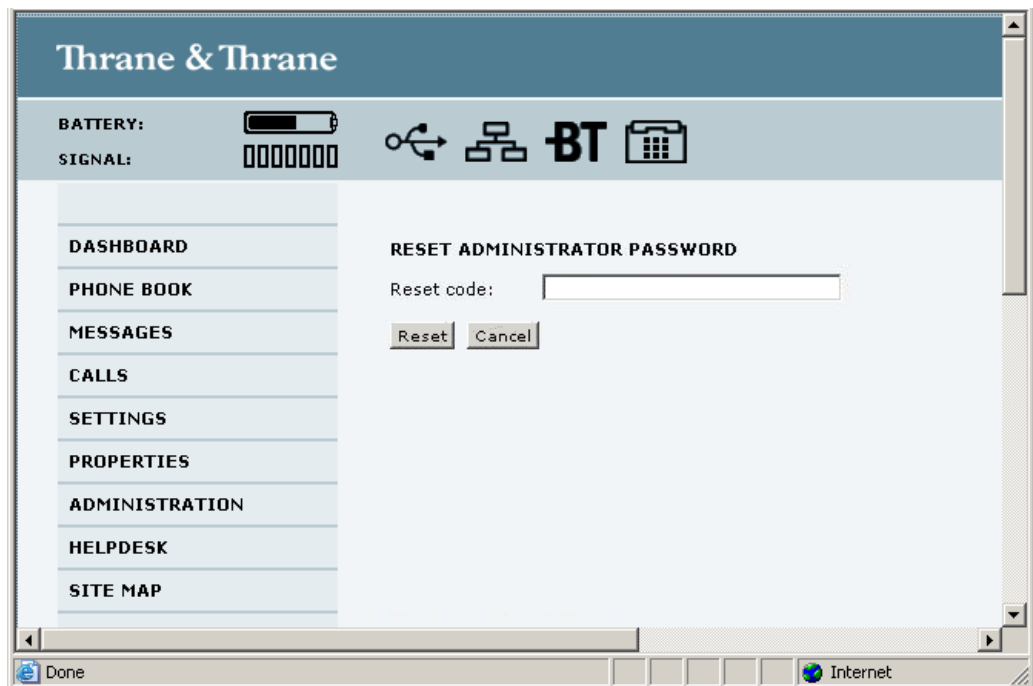 Thrane & Thrane
BATTERY:
SIGNAL:
BT
DASHBOARD
PHONE BOOK
MESSAGES
CALLS
SETTINGS
PROPERTIES
ADMINISTRATION
HELPDESK
SITE MAP
RESET ADMINISTRATOR PASSWORD
Reset code:
Reset Cancel
Done Internet